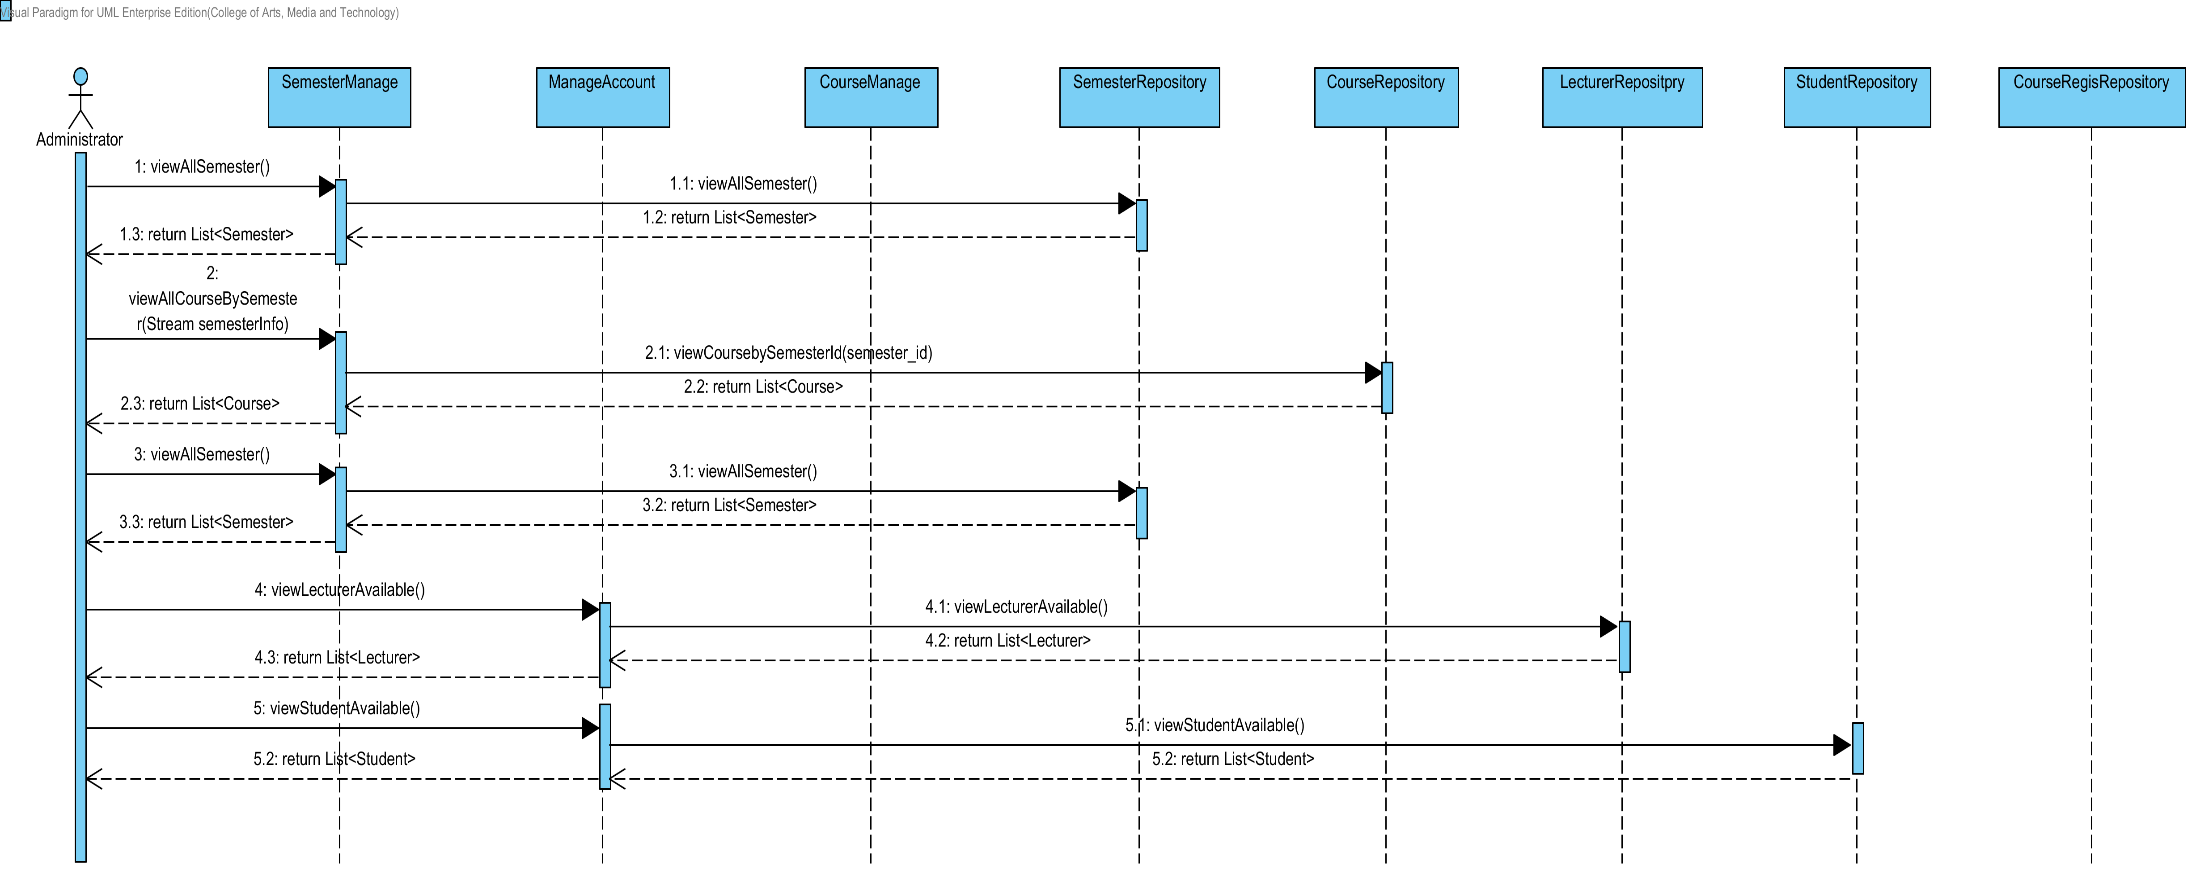 Visual Paradigm for UML Enterprise Edition(College of Arts, Media and Technology)
SemesterManage
ManageAccount
CourseManage
SemesterRepository
CourseRepository
LecturerRepositpry
StudentRepository
CourseRegisRepository
Administrator
1: viewAllSemester()
1.1: viewAllSemester()
1.2: return List<Semester>
1.3: return List<Semester>
2:
viewAllCourseBySemeste
r(Stream semesterInfo)
2.1: viewCoursebySemesterId(semester_id)
2.2: return List<Course>
2.3: return List<Course>
3: viewAllSemester()
3.1: viewAllSemester()
3.2: return List<Semester>
3.3: return List<Semester>
4: viewLecturerAvailable()
4.1: viewLecturerAvailable()
4.2: return List<Lecturer>
4.3: return List<Lecturer>
5: viewStudentAvailable()
5.1: viewStudentAvailable()
5.2: return List<Student>
5.2: return List<Student>